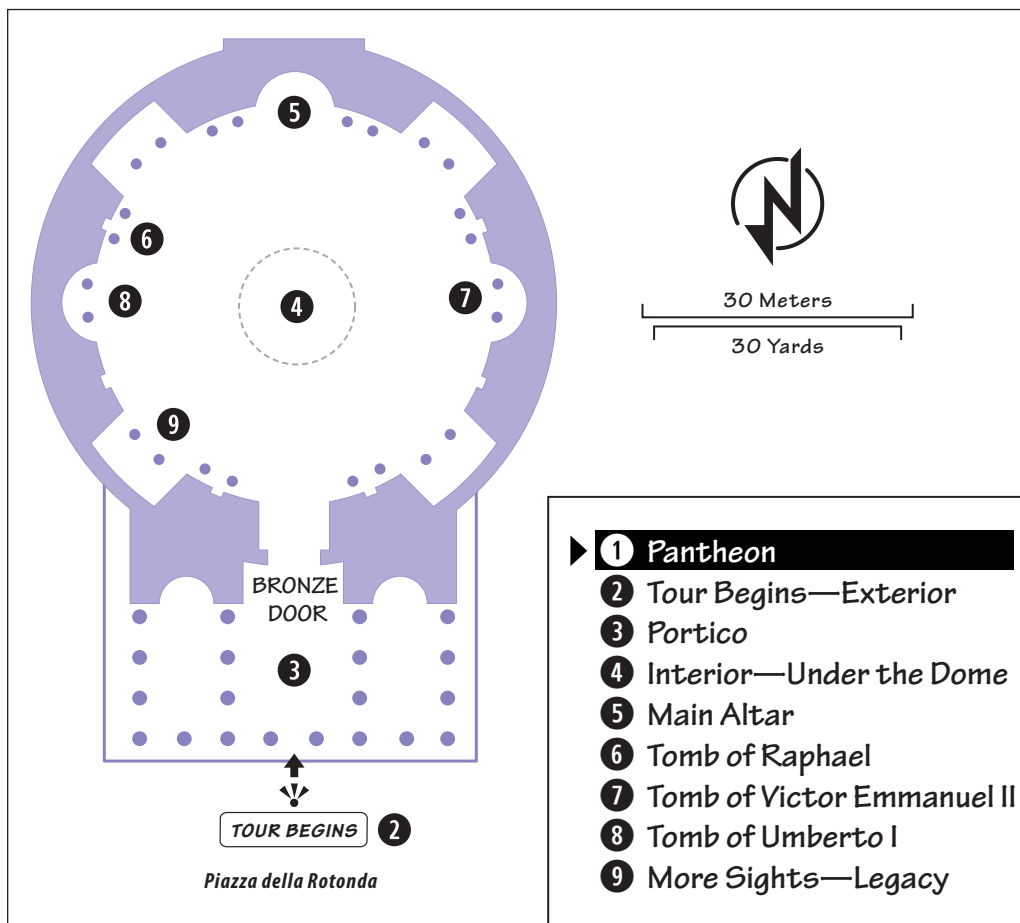 5
6
8
4
7
9
N
30 Meters
30 Yards
BRONZE
DOOR
3
TOUR BEGINS 2
Piazza della Rotonda
1 Pantheon
2 Tour Begins—Exterior
3 Portico
4 Interior—Under the Dome
5 Main Altar
6 Tomb of Raphael
7 Tomb of Victor Emmanuel II
8 Tomb of Umberto I
9 More Sights—Legacy